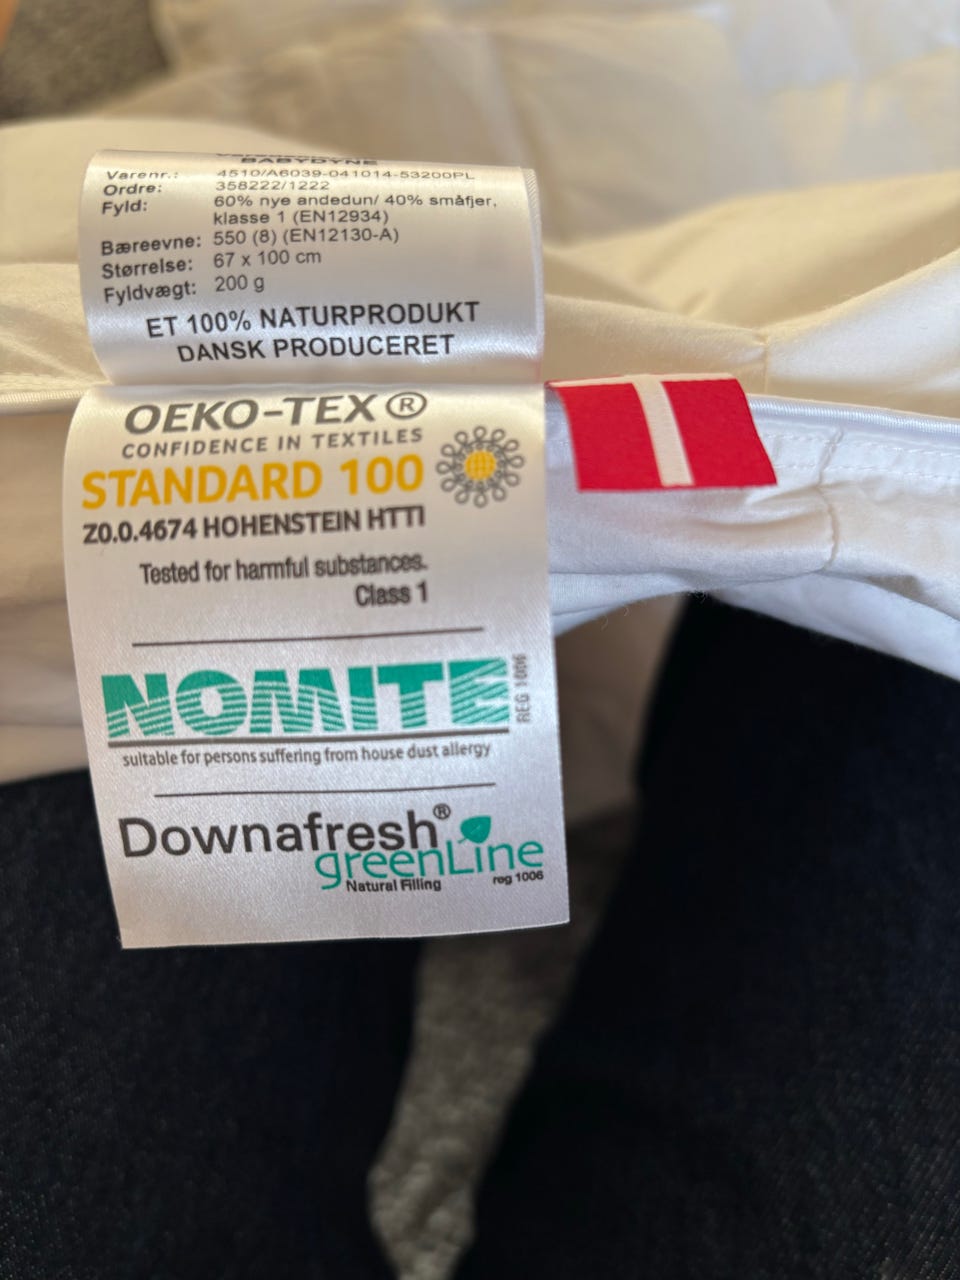 BABYDYNE
Varenr.: 4510/A6039-041014-53200PL
Ordre: 358222/1222
Fyld: 60% nye andedun/ 40% småfjer,
klasse 1 (EN12934)
Bæreevne: 550 (8) (EN12130-A)
Størrelse: 67 x 100 cm
Fyldvægt: 200 g
ET 100% NATURPRODUKT
DANSK PRODUCERET
OEKO-TEX®
CONFIDENCE IN TEXTILES
STANDARD 100
Z0.0.4674 HOHENSTEIN HTTI
Tested for harmful substances.
Class 1
NOMITE
REG 1006
suitable for persons suffering from house dust allergy
Downafresh®
greenLine
Natural Filling
reg 1006